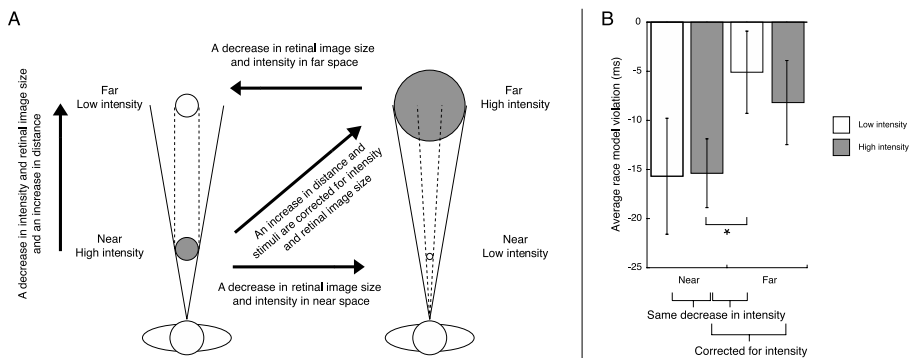 A
A decrease in intensity and retinal image size
and an increase in distance
Far
Low intensity
Near
High intensity
A decrease in retinal image size
and intensity in far space
An increase in distance and
stimuli are corrected for intensity
and retinal image size
A decrease in retinal image size
and intensity in near space
Far
High intensity
Near
Low intensity
B
Average race model violation (ms)
0
-5
-10
-15
-20
-25
*
Near
Far
Same decrease in intensity
Corrected for intensity
Low intensity
High intensity